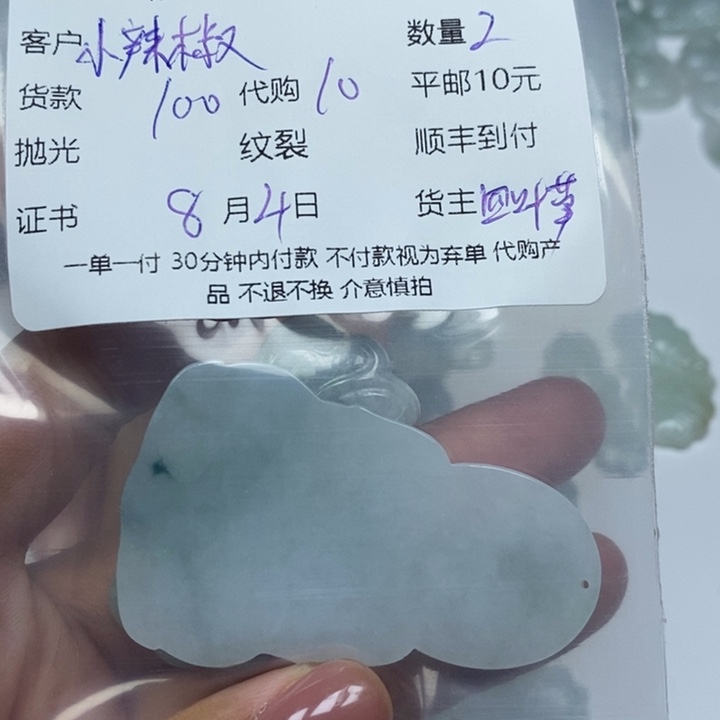 客户 小辣椒 数量 2
货款 100 代购 10 平邮10元
抛光 纹裂 顺丰到付
证书 8月4日 货主
一单一付 30分钟内付款 不付款视为弃单 代购产
品 不退不换 介意慎拍